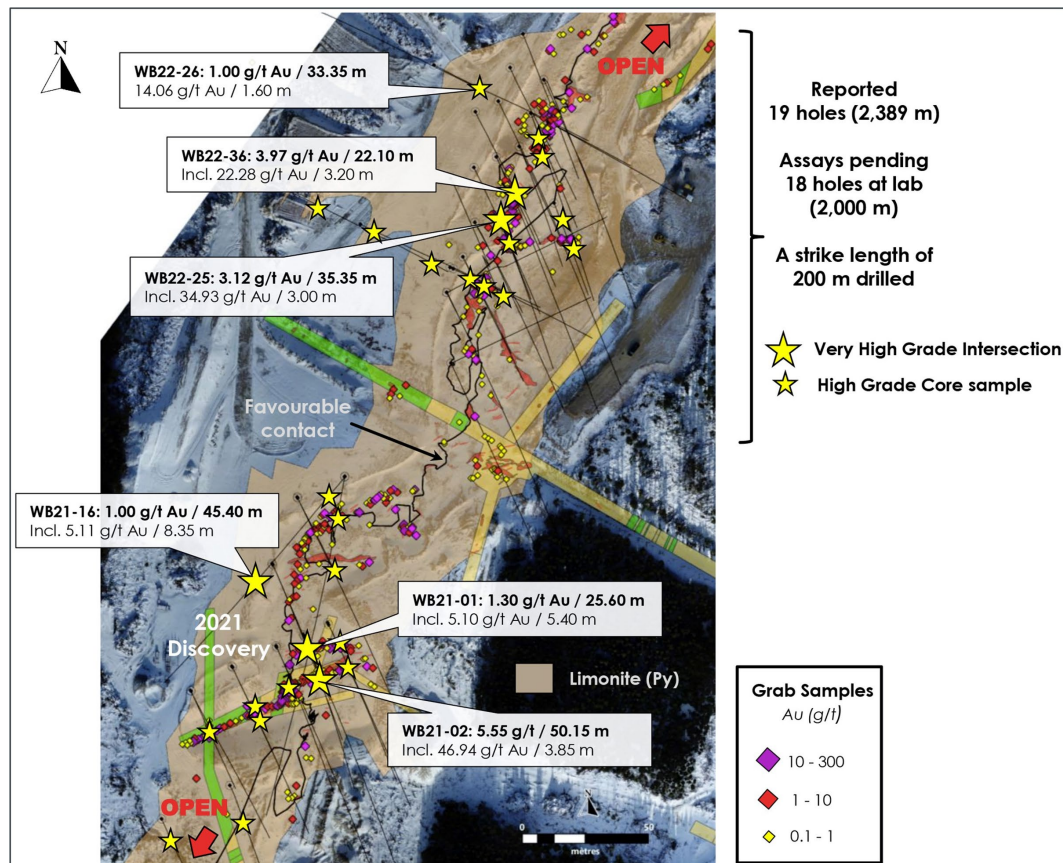 N
WB22-26: 1.00 g/t Au / 33.35 m
14.06 g/t Au / 1.60 m
OPEN
WB22-36: 3.97 g/t Au / 22.10 m
Incl. 22.28 g/t Au / 3.20 m
WB22-25: 3.12 g/t Au / 35.35 m
Incl. 34.93 g/t Au / 3.00 m
Reported
19 holes (2,389 m)
Assays pending
18 holes at lab
(2,000 m)
A strike length of
200 m drilled
Very High Grade Intersection
High Grade Core sample
Favourable
contact
WB21-16: 1.00 g/t Au / 45.40 m
Incl. 5.11 g/t Au / 8.35 m
WB21-01: 1.30 g/t Au / 25.60 m
Incl. 5.10 g/t Au / 5.40 m
2021
Discovery
Limonite (Py)
WB21-02: 5.55 g/t / 50.15 m
Incl. 46.94 g/t Au / 3.85 m
OPEN
N
0
50
mètres
Grab Samples
Au (g/t)
10 - 300
1 - 10
0.1 - 1